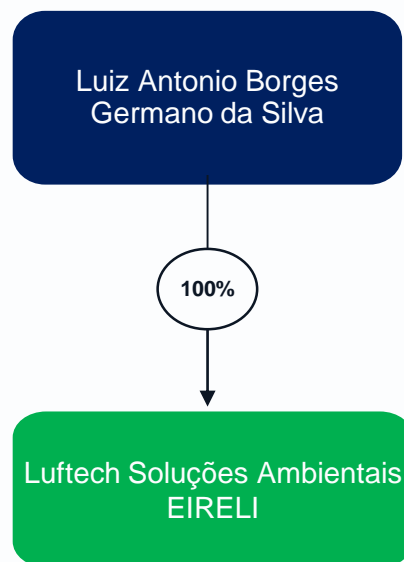 Luiz Antonio Borges
Germano da Silva
100%
Luftech Soluções Ambientais
EIRELI